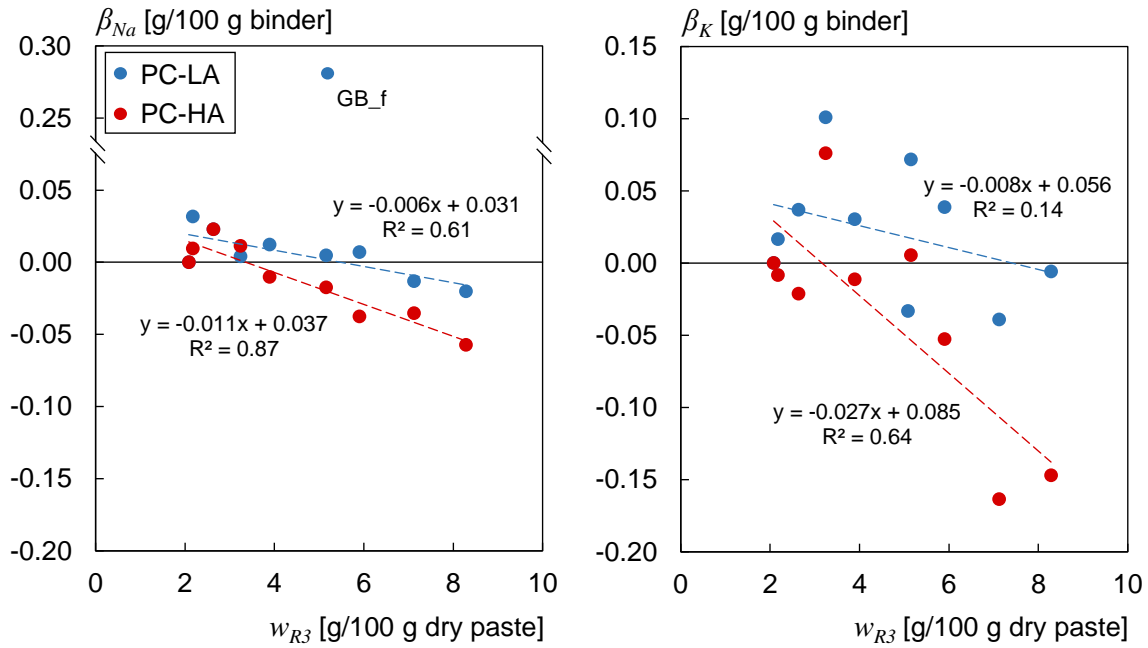 β_Na [g/100 g binder]
0.30
0.25
0.05
0.00
-0.05
-0.10
-0.15
-0.20
PC-LA
PC-HA
GB_f
y = -0.006x + 0.031
R² = 0.61
y = -0.011x + 0.037
R² = 0.87
0 2 4 6 8 10
w_R3 [g/100 g dry paste]
β_K [g/100 g binder]
0.15
0.10
0.05
0.00
-0.05
-0.10
-0.15
-0.20
y = -0.008x + 0.056
R² = 0.14
y = -0.027x + 0.085
R² = 0.64
0 2 4 6 8 10
w_R3 [g/100 g dry paste]